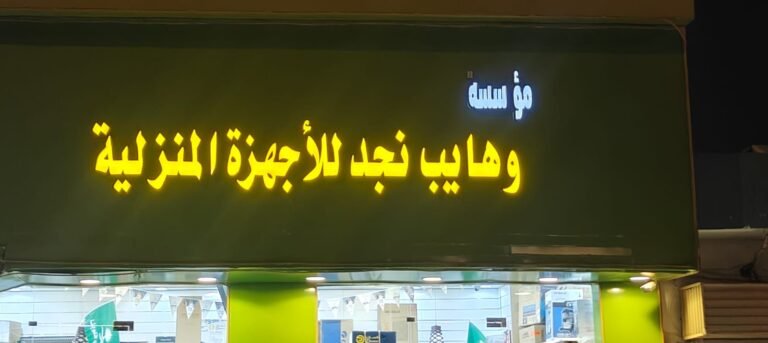 مؤسسة
وهايب نجد للأجهزة المنزلية